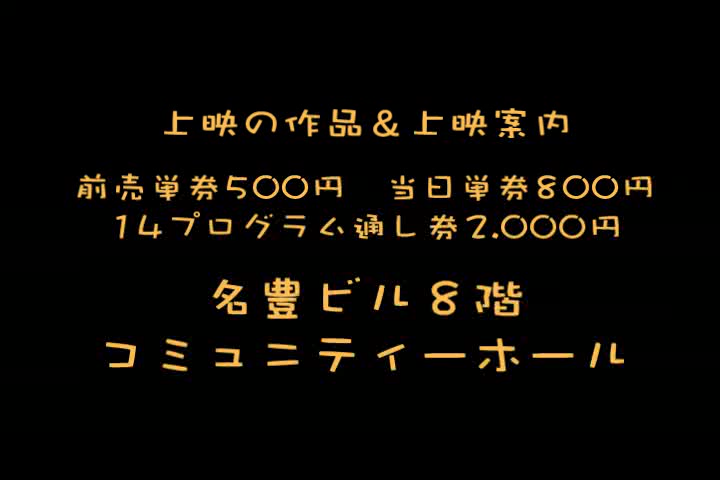 上映の作品＆上映案内
前売単券500円　当日単券800円
14プログラム通し券2.000円
名豊ビル8階
コミュニティーホール